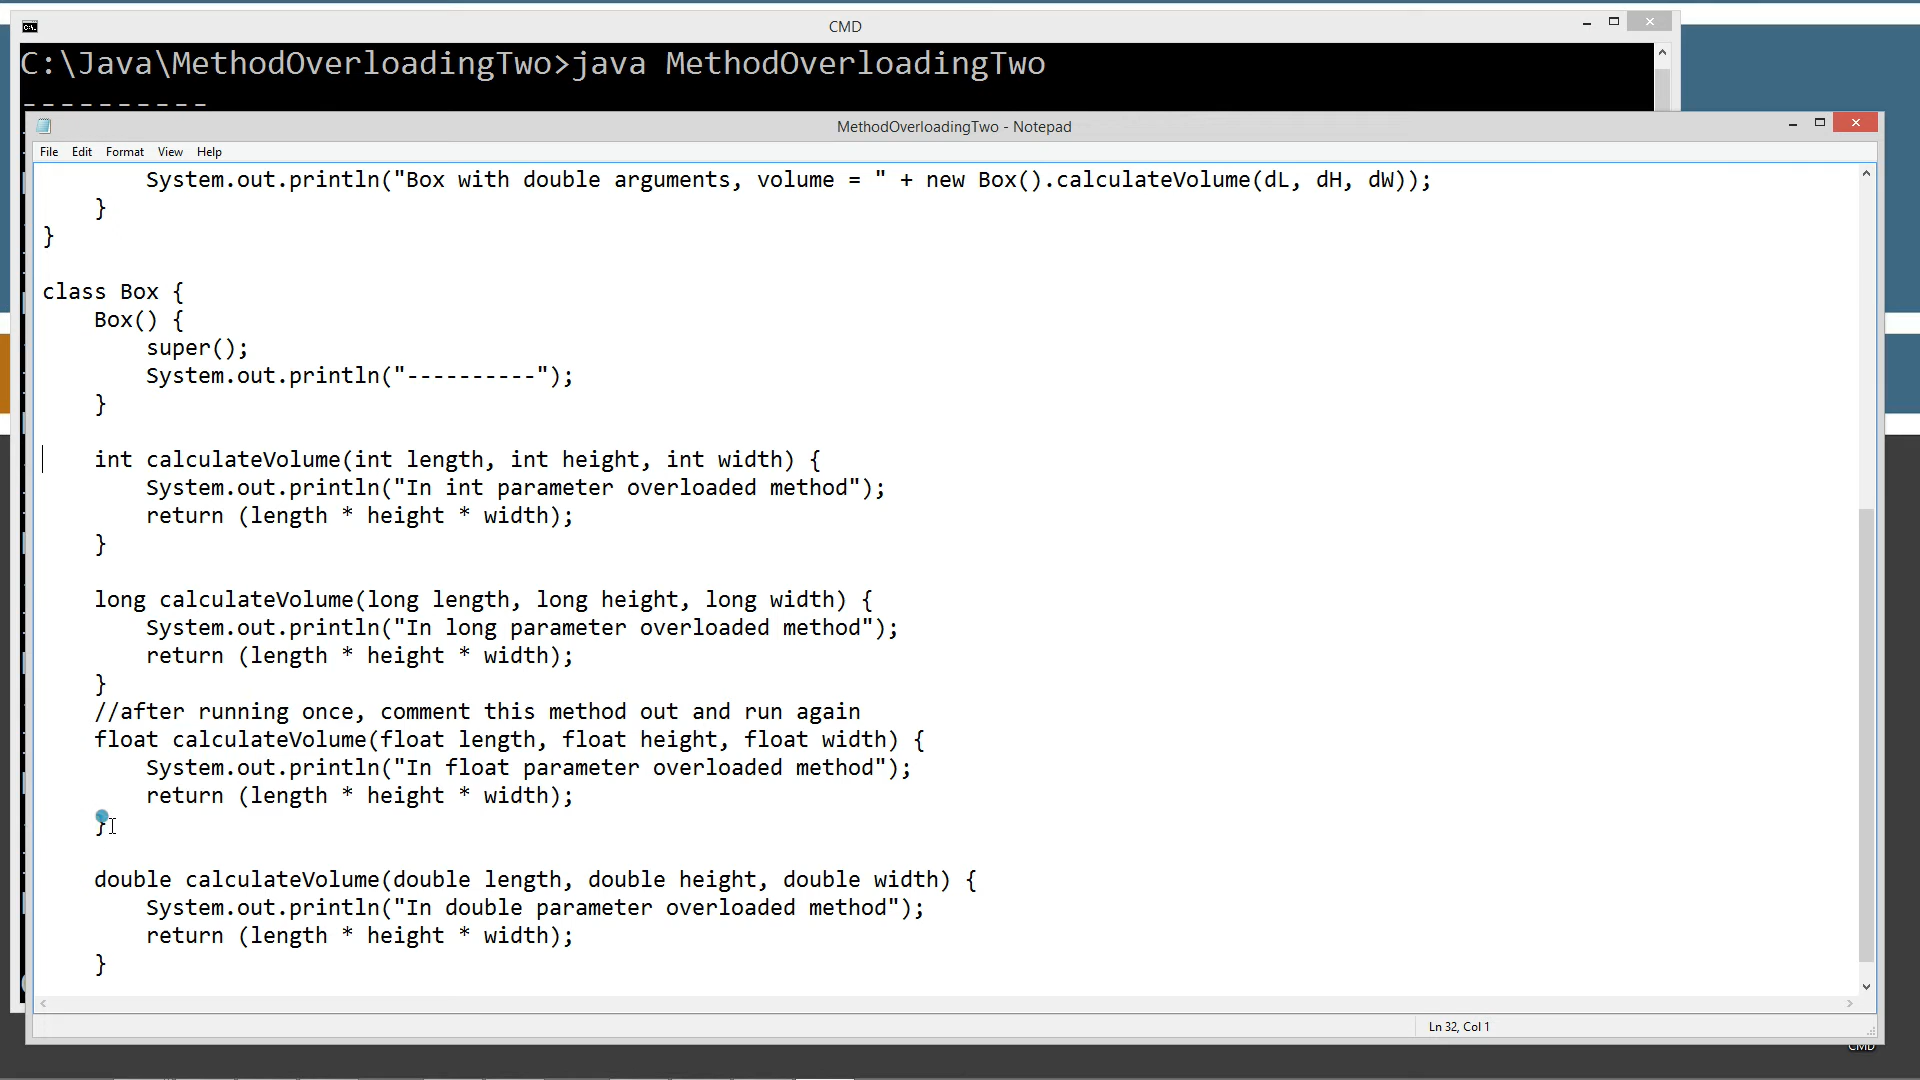 CMD
C:\Java\MethodOverloadingTwo>java MethodOverloadingTwo
----------
MethodOverloadingTwo - Notepad
File Edit Format View Help
System.out.println("Box with double arguments, volume = " + new Box().calculateVolume(dL, dH, dW));
}
}
class Box {
Box() {
super();
System.out.println("----------");
}
int calculateVolume(int length, int height, int width) {
System.out.println("In int parameter overloaded method");
return (length * height * width);
}
long calculateVolume(long length, long height, long width) {
System.out.println("In long parameter overloaded method");
return (length * height * width);
}
//after running once, comment this method out and run again
float calculateVolume(float length, float height, float width) {
System.out.println("In float parameter overloaded method");
return (length * height * width);
}
double calculateVolume(double length, double height, double width) {
System.out.println("In double parameter overloaded method");
return (length * height * width);
}
Ln 32, Col 1
CMD